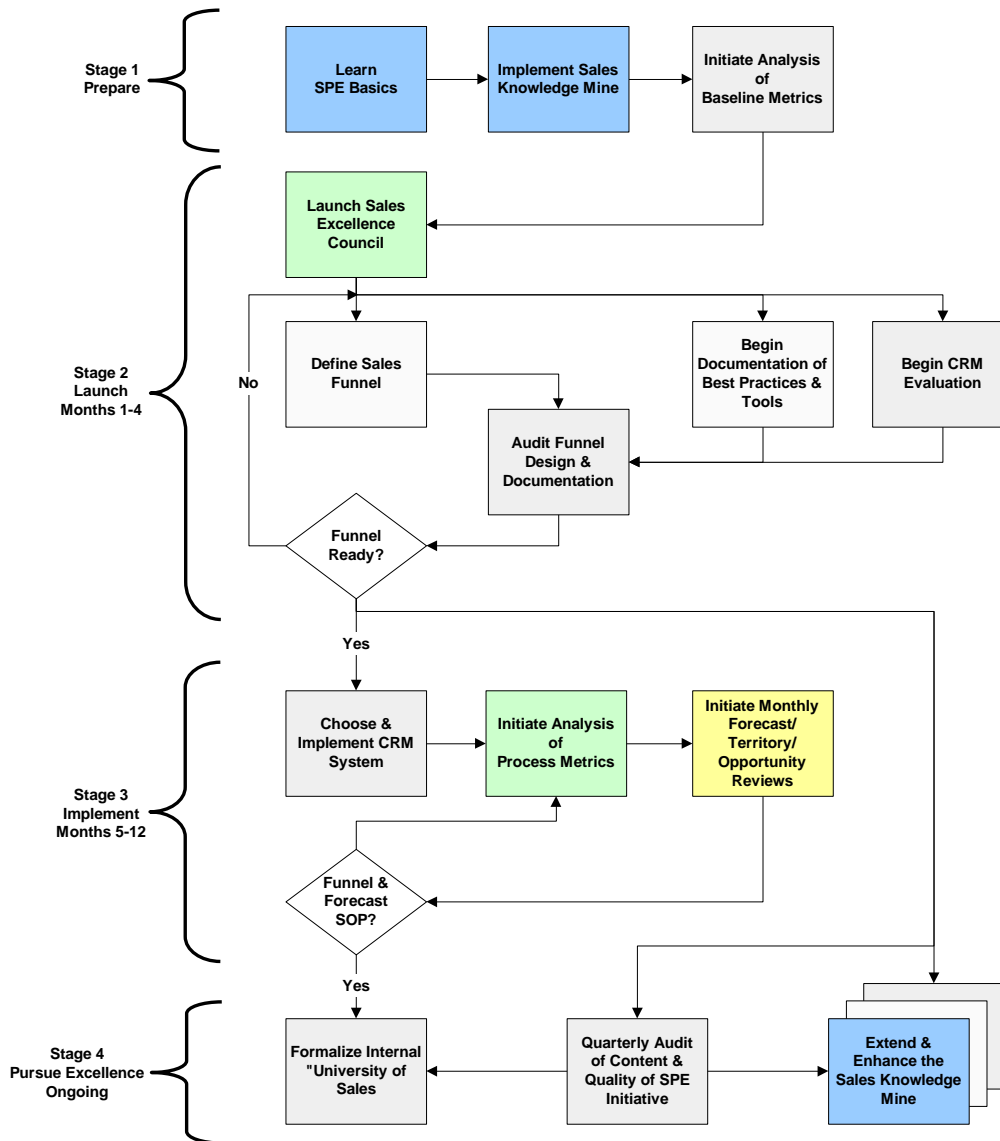 Stage 1
Prepare
Learn
SPE Basics
Implement Sales
Knowledge Mine
Initiate Analysis
of
Baseline Metrics
Stage 2
Launch
Months 1-4
Launch Sales
Excellence
Council
No
Define Sales
Funnel
Begin
Documentation of
Best Practices &
Tools
Begin CRM
Evaluation
Audit Funnel
Design &
Documentation
Funnel
Ready?
Yes
Stage 3
Implement
Months 5-12
Choose &
Implement CRM
System
Initiate Analysis
of
Process Metrics
Initiate Monthly
Forecast/
Territory/
Opportunity
Reviews
Funnel &
Forecast
SOP?
Yes
Stage 4
Pursue Excellence
Ongoing
Formalize Internal
"University of
Sales
Quarterly Audit
of Content &
Quality of SPE
Initiative
Extend &
Enhance the
Sales Knowledge
Mine